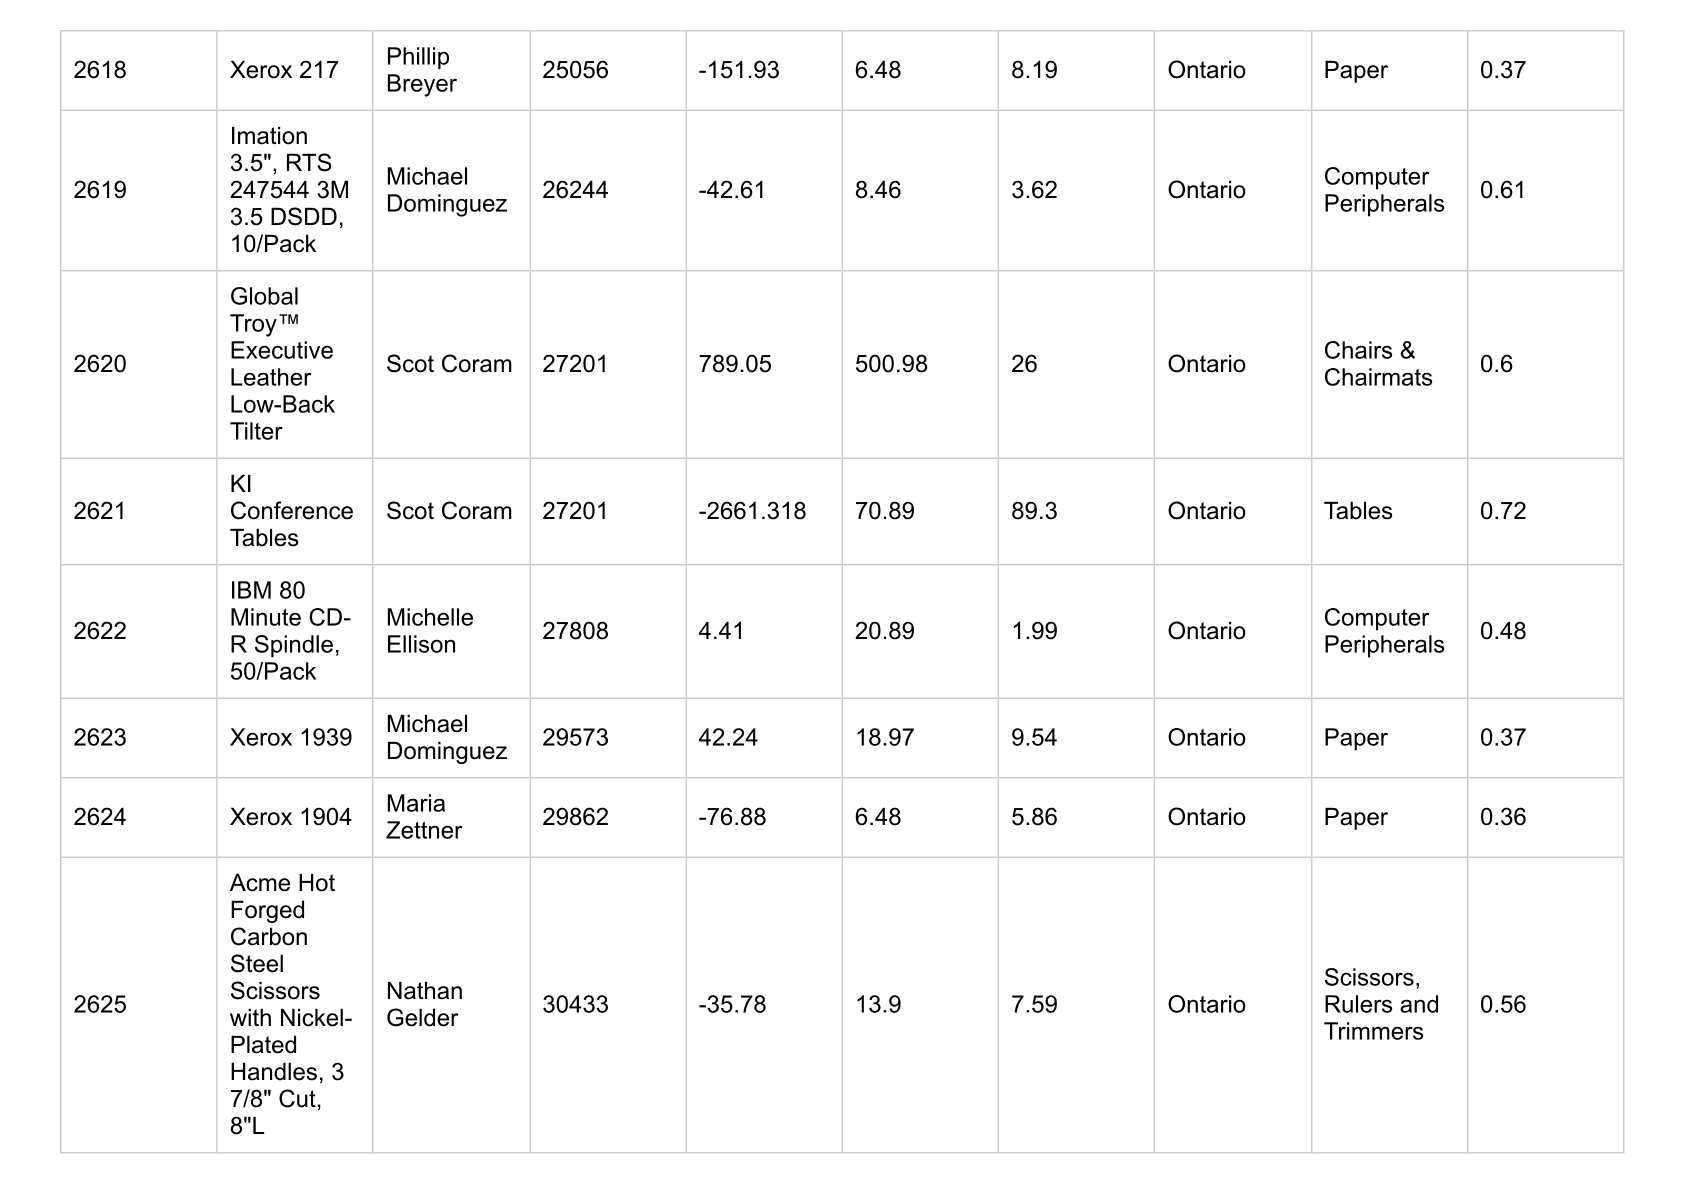 2618 Xerox 217 Phillip Breyer 25056 -151.93 6.48 8.19 Ontario Paper 0.37
2619 Imation 3.5", RTS 247544 3M 3.5 DSDD, 10/Pack Michael Dominguez 26244 -42.61 8.46 3.62 Ontario Computer Peripherals 0.61
2620 Global Troy™ Executive Leather Low-Back Tilter Scot Coram 27201 789.05 500.98 26 Ontario Chairs & Chairmats 0.6
2621 KI Conference Tables Scot Coram 27201 -2661.318 70.89 89.3 Ontario Tables 0.72
2622 IBM 80 Minute CD-R Spindle, 50/Pack Michelle Ellison 27808 4.41 20.89 1.99 Ontario Computer Peripherals 0.48
2623 Xerox 1939 Michael Dominguez 29573 42.24 18.97 9.54 Ontario Paper 0.37
2624 Xerox 1904 Maria Zettner 29862 -76.88 6.48 5.86 Ontario Paper 0.36
2625 Acme Hot Forged Carbon Steel Scissors with Nickel-Plated Handles, 3 7/8" Cut, 8"L Nathan Gelder 30433 -35.78 13.9 7.59 Ontario Scissors, Rulers and Trimmers 0.56